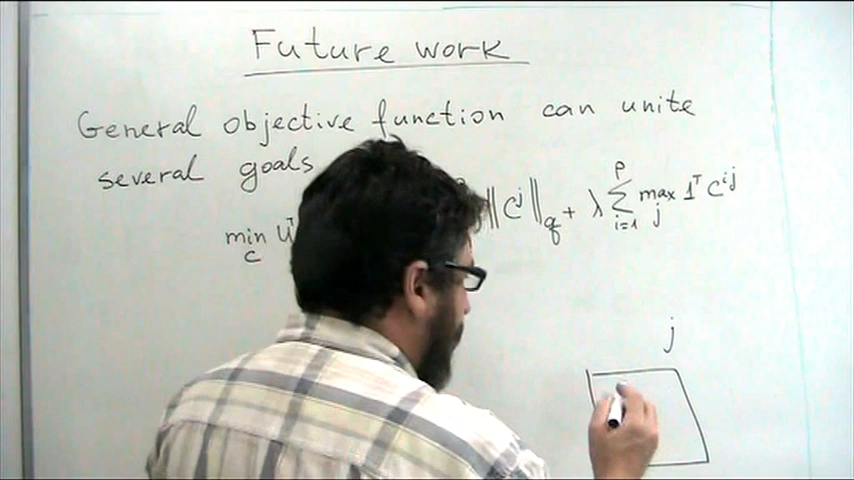 Future work
General objective function can unite
several goals
min C ‖C^j‖_q + λ Σ_{i=1}^{p} max_j 1^T C^{ij}
j